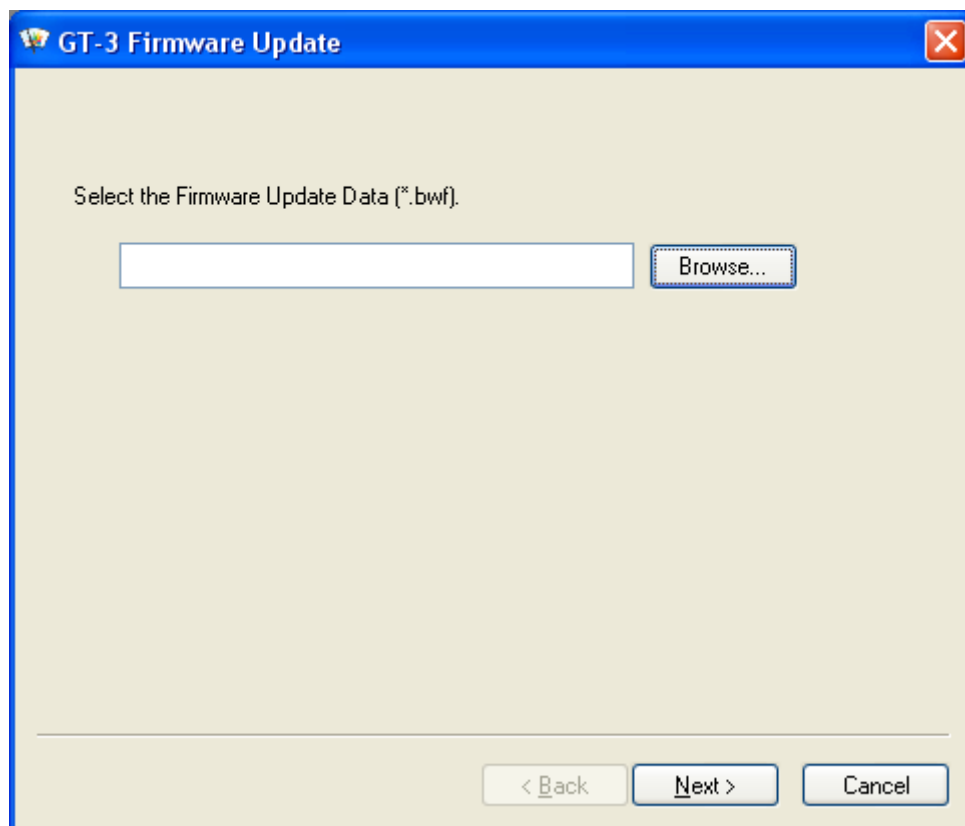 GT-3 Firmware Update
Select the Firmware Update Data (*.bwf).
Browse...
< Back
Next >
Cancel